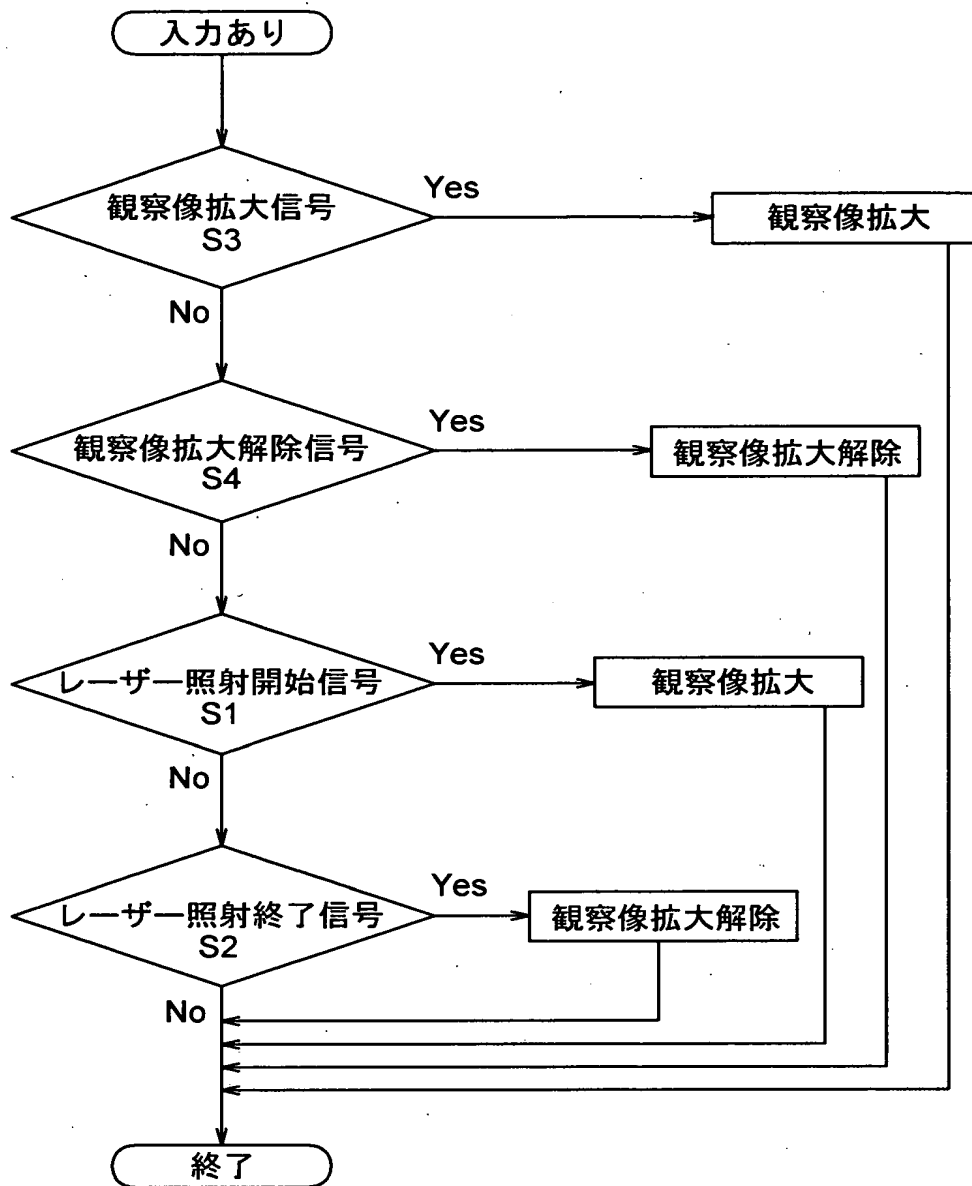 入力あり
観察像拡大信号
S3
Yes
観察像拡大
No
観察像拡大解除信号
S4
Yes
観察像拡大解除
No
レーザー照射開始信号
S1
Yes
観察像拡大
No
レーザー照射終了信号
S2
Yes
観察像拡大解除
No
終了